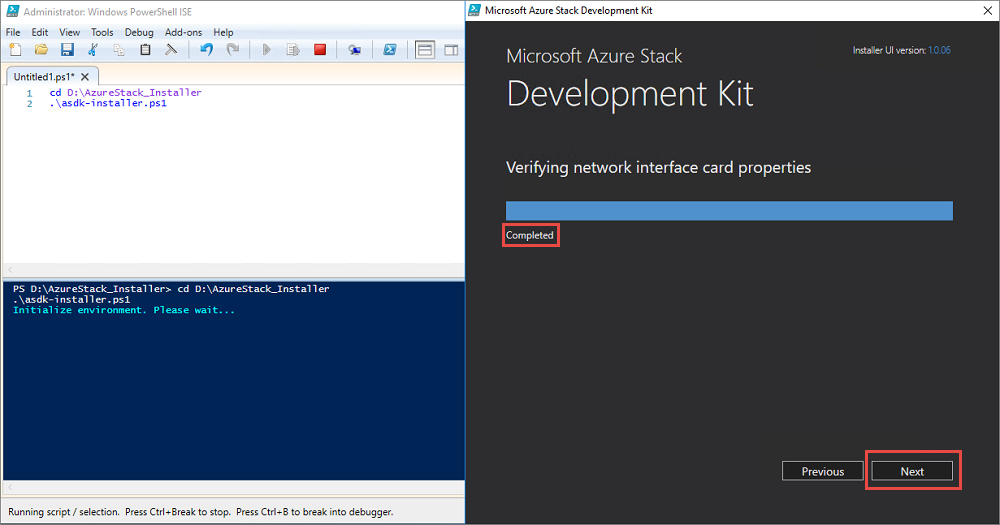 Administrator: Windows PowerShell ISE
File Edit View Tools Debug Add-ons Help
Untitled1.ps1* X
1 cd D:\AzureStack_Installer
2 .\asdk-installer.ps1
PS D:\AzureStack_Installer> cd D:\AzureStack_Installer
.\asdk-installer.ps1
Initialize environment. Please wait...
Running script / selection. Press Ctrl+Break to stop. Press Ctrl+B to break into debugger.
Microsoft Azure Stack Development Kit
Microsoft Azure Stack
Installer UI version: 1.0.06
Development Kit
Verifying network interface card properties
Completed
Previous
Next